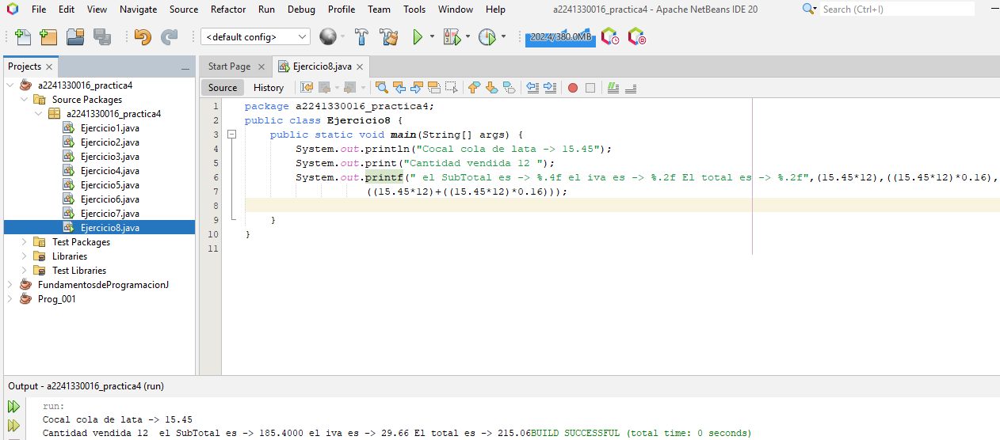 File Edit View Navigate Source Refactor Run Debug Profile Team Tools Window Help a2241330016_practica4 - Apache NetBeans IDE 20 Search (Ctrl+I)
<default config> 202.4/380.0MB
Projects Start Page Ejercicio8.java
Source History
a2241330016_practica4
Source Packages
a2241330016_practica4
Ejercicio1.java
Ejercicio2.java
Ejercicio3.java
Ejercicio4.java
Ejercicio5.java
Ejercicio6.java
Ejercicio7.java
Ejercicio8.java
Test Packages
Libraries
Test Libraries
FundamentosdeProgramacionJ
Prog_001
1 package a2241330016_practica4;
2 public class Ejercicio8 {
3 public static void main(String[] args) {
4 System.out.println("Cocal cola de lata -> 15.45");
5 System.out.print("Cantidad vendida 12 ");
6 System.out.printf(" el SubTotal es -> %.4f el iva es -> %.2f El total es -> %.2f",(15.45*12),((15.45*12)*0.16),
7 ((15.45*12)+((15.45*12)*0.16)));
8
9 }
10 }
11
Output - a2241330016_practica4 (run)
run:
Cocal cola de lata -> 15.45
Cantidad vendida 12  el SubTotal es -> 185.4000 el iva es -> 29.66 El total es -> 215.06BUILD SUCCESSFUL (total time: 0 seconds)